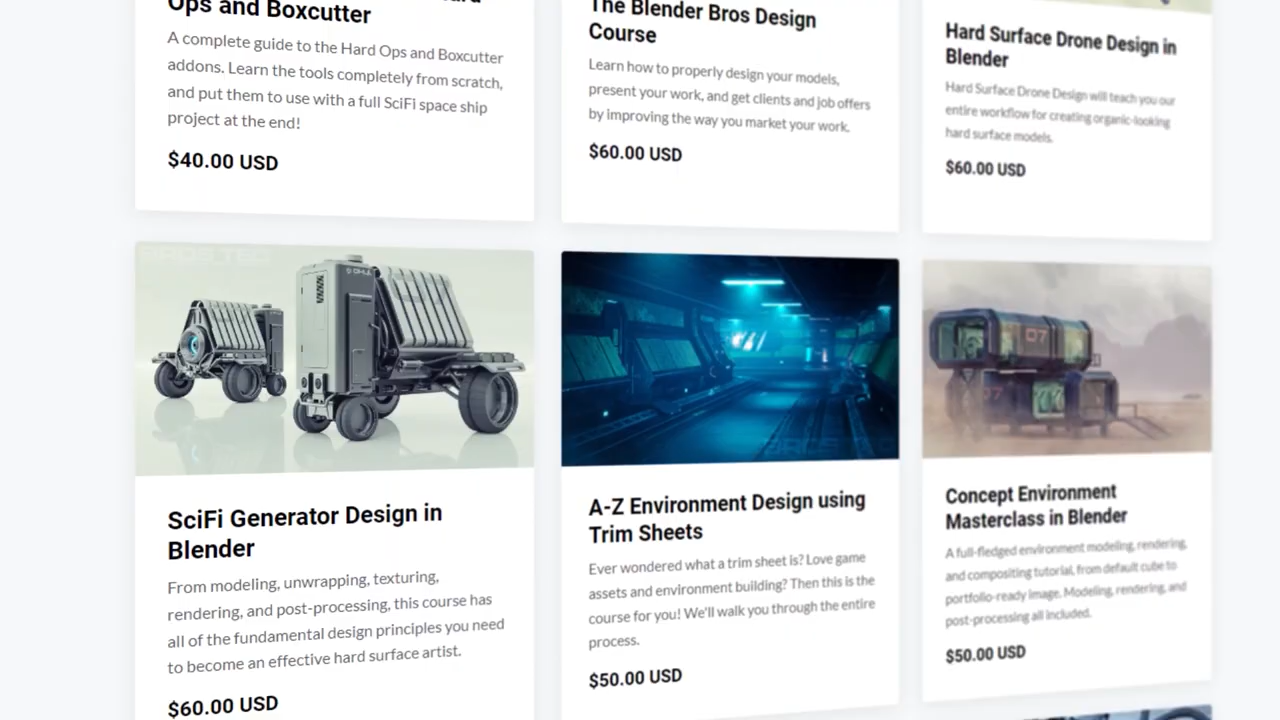 Ops and Boxcutter
A complete guide to the Hard Ops and Boxcutter
addons. Learn the tools completely from scratch,
and put them to use with a full SciFi space ship
project at the end!
$40.00 USD
The Blender Bros Design
Course
Learn how to properly design your models,
present your work, and get clients and job offers
by improving the way you market your work.
$60.00 USD
Hard Surface Drone Design in
Blender
Hard Surface Drone Design will teach you our
entire workflow for creating organic-looking
hard surface models.
$60.00 USD
SciFi Generator Design in
Blender
From modeling, unwrapping, texturing,
rendering, and post-processing, this course has
all of the fundamental design principles you need
to become an effective hard surface artist.
$60.00 USD
A-Z Environment Design using
Trim Sheets
Ever wondered what a trim sheet is? Love game
assets and environment building? Then this is the
course for you! We'll walk you through the entire
process.
$50.00 USD
07
07
Concept Environment
Masterclass in Blender
A full-fledged environment modeling, rendering,
and compositing tutorial, from default cube to
portfolio-ready image. Modeling, rendering, and
post-processing all included.
$50.00 USD